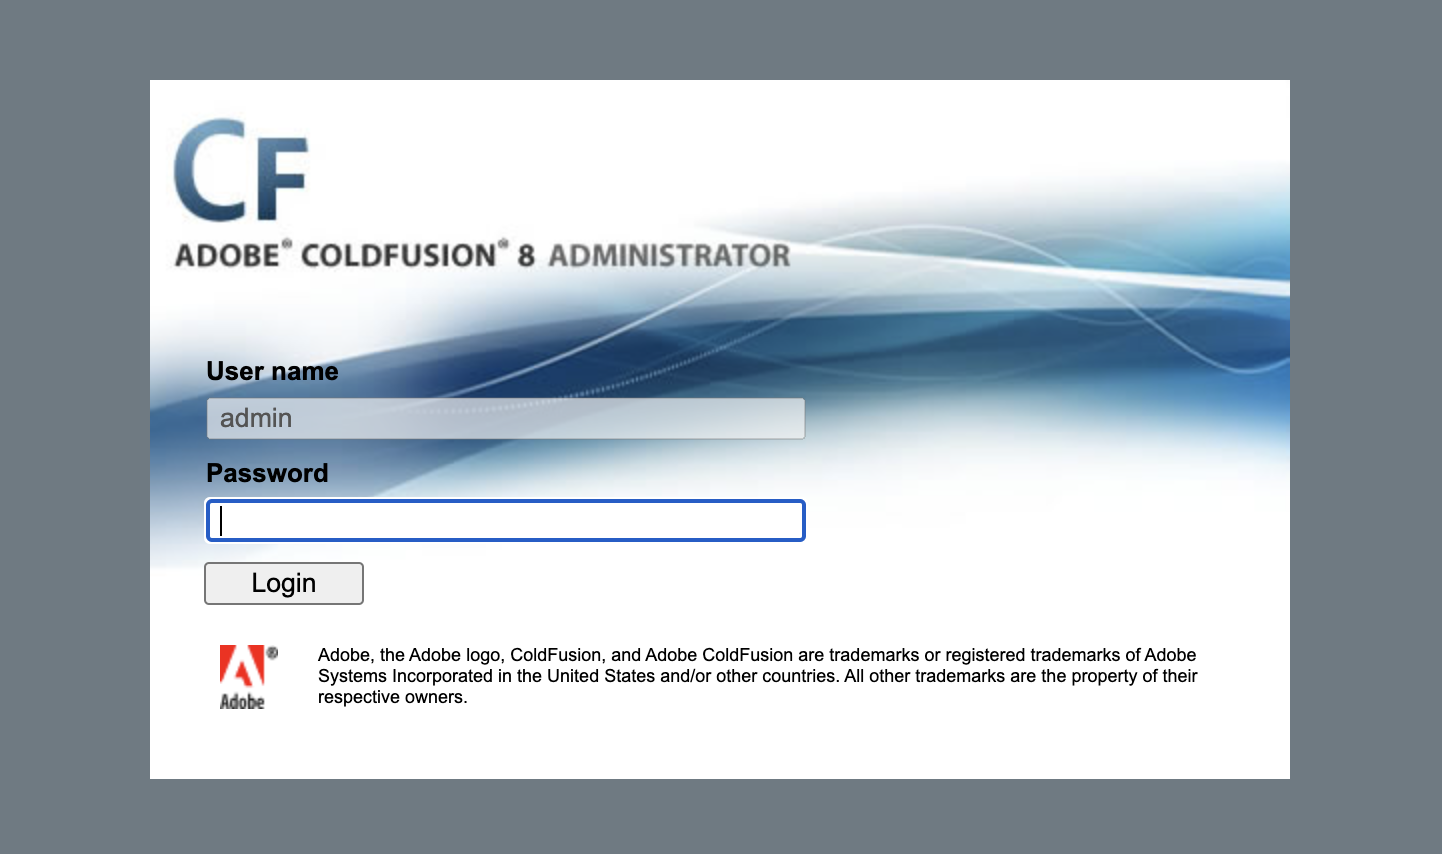 CF
ADOBE® COLDFUSION® 8 ADMINISTRATOR
User name
admin
Password
Login
Adobe, the Adobe logo, ColdFusion, and Adobe ColdFusion are trademarks or registered trademarks of Adobe
Systems Incorporated in the United States and/or other countries. All other trademarks are the property of their
respective owners.
®
Adobe